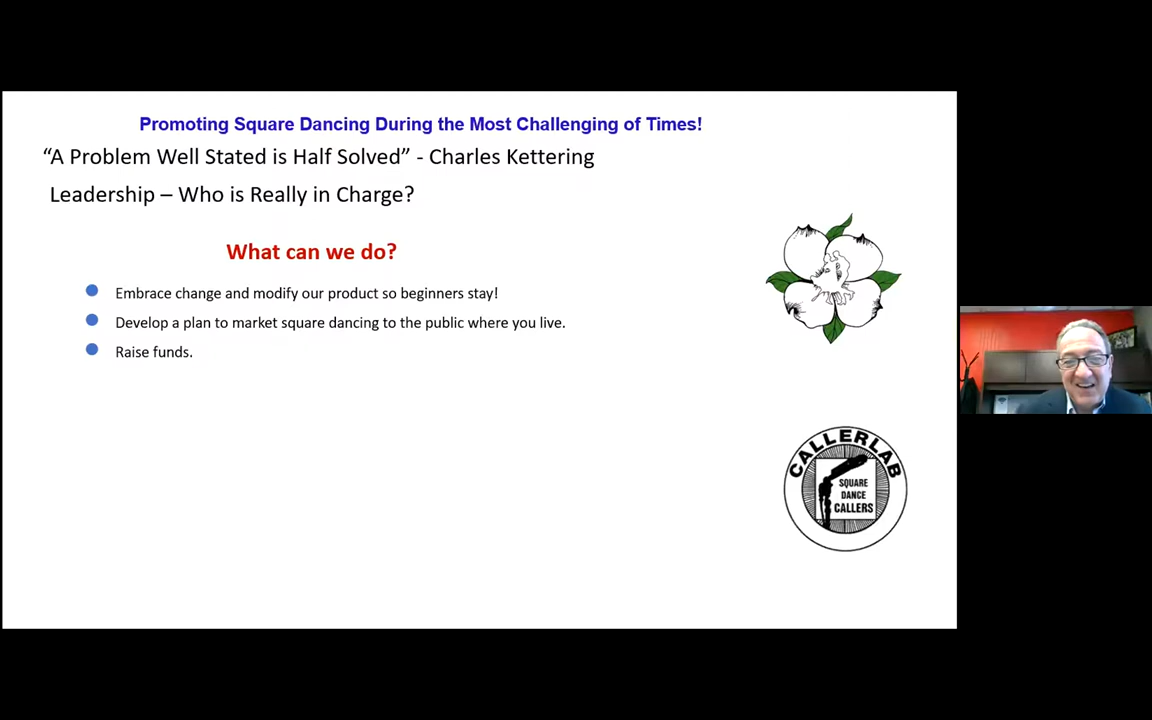 Promoting Square Dancing During the Most Challenging of Times!
“A Problem Well Stated is Half Solved” - Charles Kettering
Leadership – Who is Really in Charge?
What can we do?
Embrace change and modify our product so beginners stay!
Develop a plan to market square dancing to the public where you live.
Raise funds.
CALLERLAB
SQUARE
DANCE
CALLERS